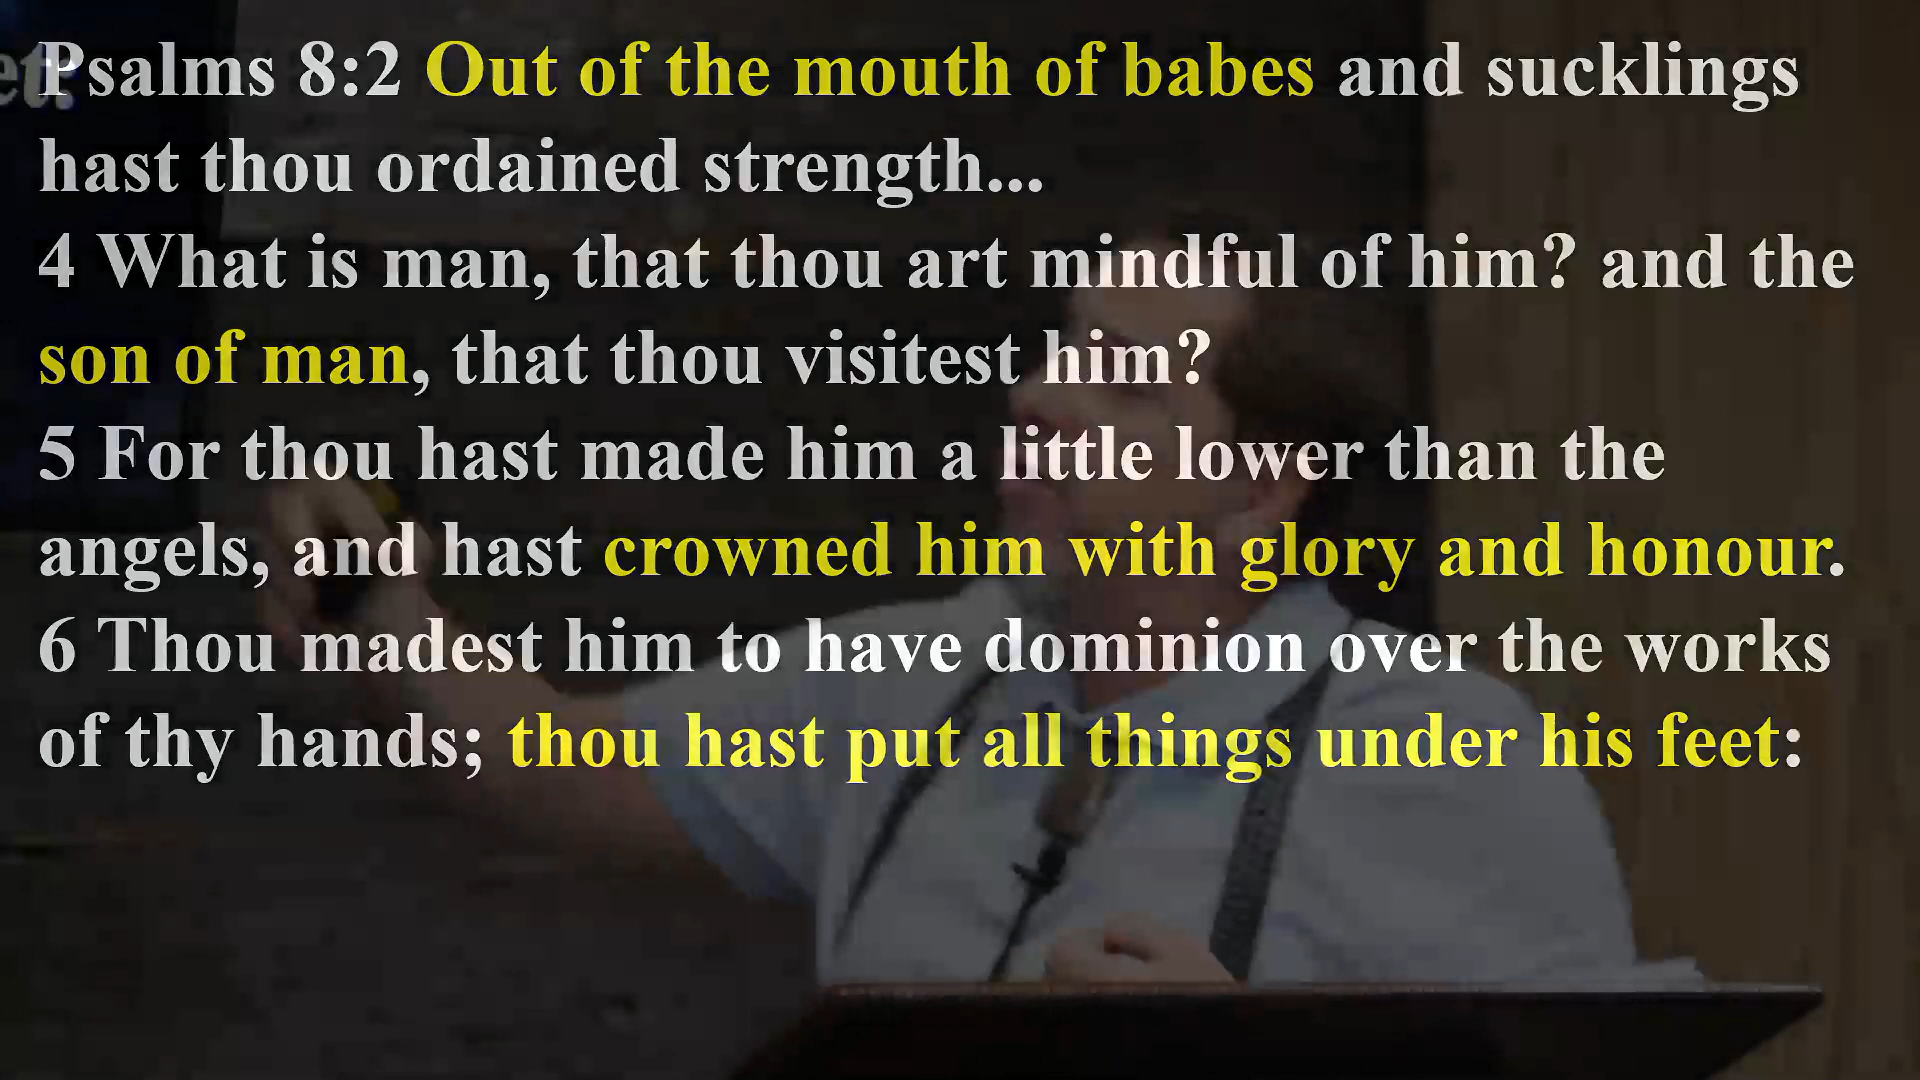 Psalms 8:2 Out of the mouth of babes and sucklings
hast thou ordained strength...
4 What is man, that thou art mindful of him? and the
son of man, that thou visitest him?
5 For thou hast made him a little lower than the
angels, and hast crowned him with glory and honour.
6 Thou madest him to have dominion over the works
of thy hands; thou hast put all things under his feet: